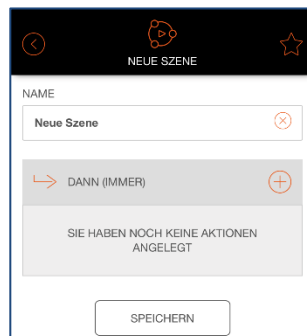 NEUE SZENE
NAME
Neue Szene
DANN (IMMER)
SIE HABEN NOCH KEINE AKTIONEN
ANGELEGT
SPEICHERN